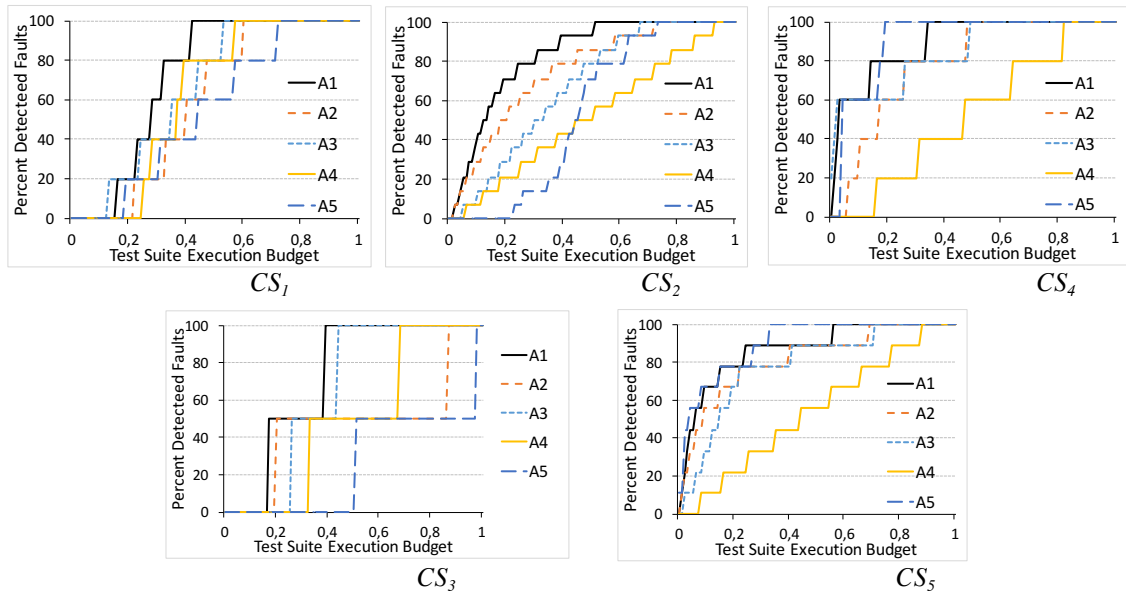 Percent Detecteed Faults
100
80
60
40
20
0
0 0,2 0,4 0,6 0,8 1
Test Suite Execution Budget
A1
A2
A3
A4
A5
CS1
Percent Detecteed Faults
100
80
60
40
20
0
0 0,2 0,4 0,6 0,8 1
Test Suite Execution Budget
A1
A2
A3
A4
A5
CS2
Percent Detecteed Faults
100
80
60
40
20
0
0 0,2 0,4 0,6 0,8 1
Test Suite Execution Budget
A1
A2
A3
A4
A5
CS4
Percent Detecteed Faults
100
80
60
40
20
0
0 0,2 0,4 0,6 0,8 1
Test Suite Execution Budget
A1
A2
A3
A4
A5
CS3
Percent Detecteed Faults
100
80
60
40
20
0
0 0,2 0,4 0,6 0,8 1
Test Suite Execution Budget
A1
A2
A3
A4
A5
CS5